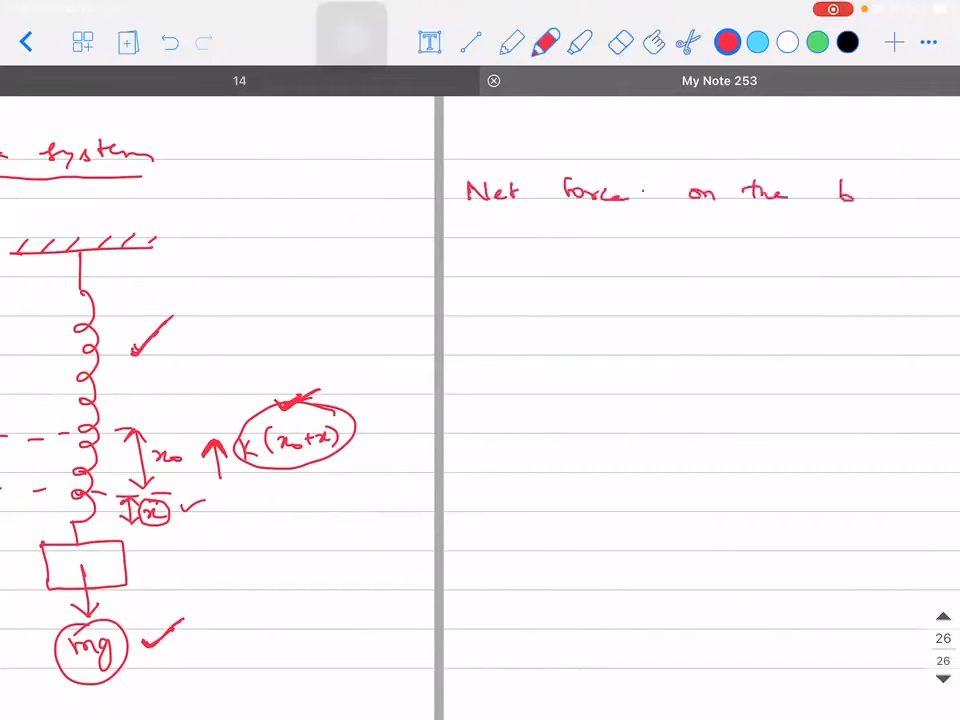 14
My Note 253
system
Net force on the b
k (x₀+x)
x₀
x
mg
26
26